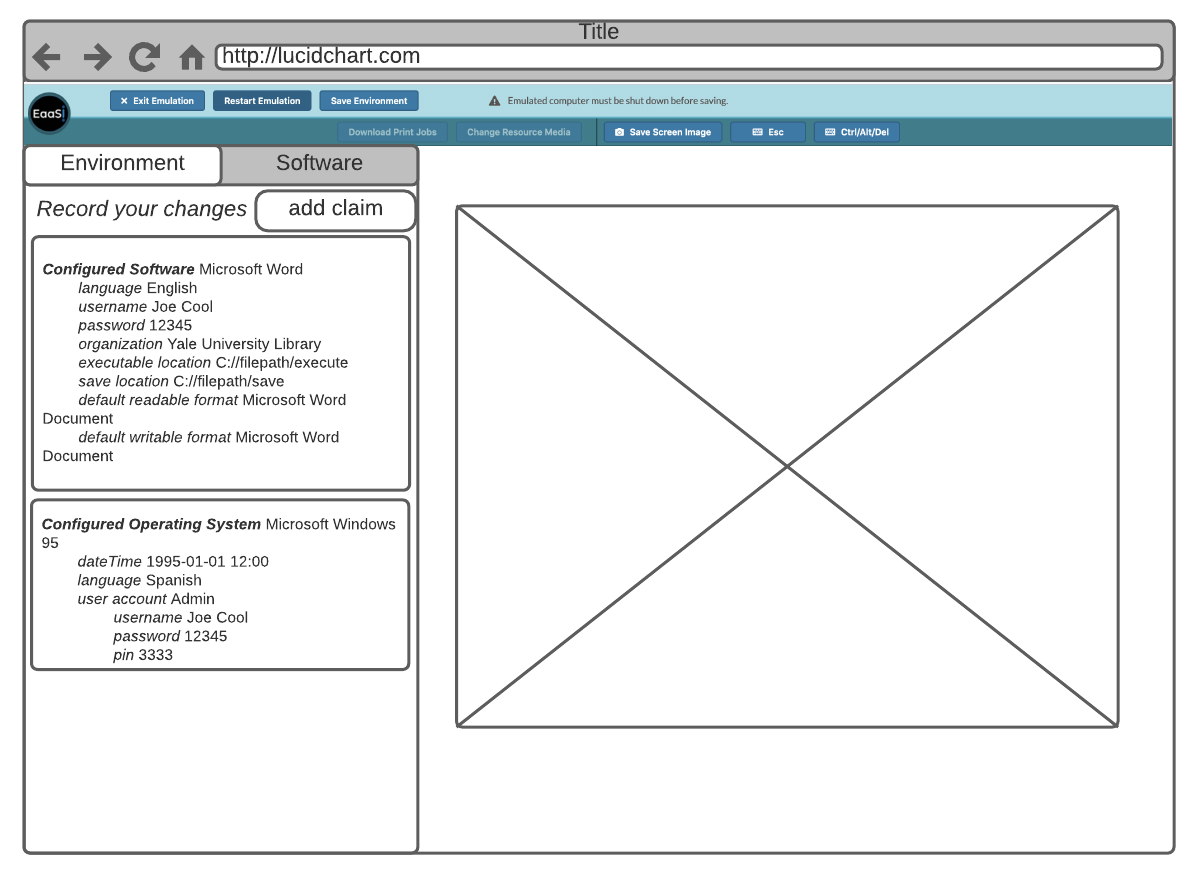 Title
http://lucidchart.com
Exit Emulation
Restart Emulation
Save Environment
Emulated computer must be shut down before saving.
EaaSI
Download Print Jobs
Change Resource Media
Save Screen Image
Esc
Ctrl/Alt/Del
Environment
Software
Record your changes
add claim
Configured Software Microsoft Word
language English
username Joe Cool
password 12345
organization Yale University Library
executable location C://filepath/execute
save location C://filepath/save
default readable format Microsoft Word
Document
default writable format Microsoft Word
Document
Configured Operating System Microsoft Windows
95
dateTime 1995-01-01 12:00
language Spanish
user account Admin
username Joe Cool
password 12345
pin 3333